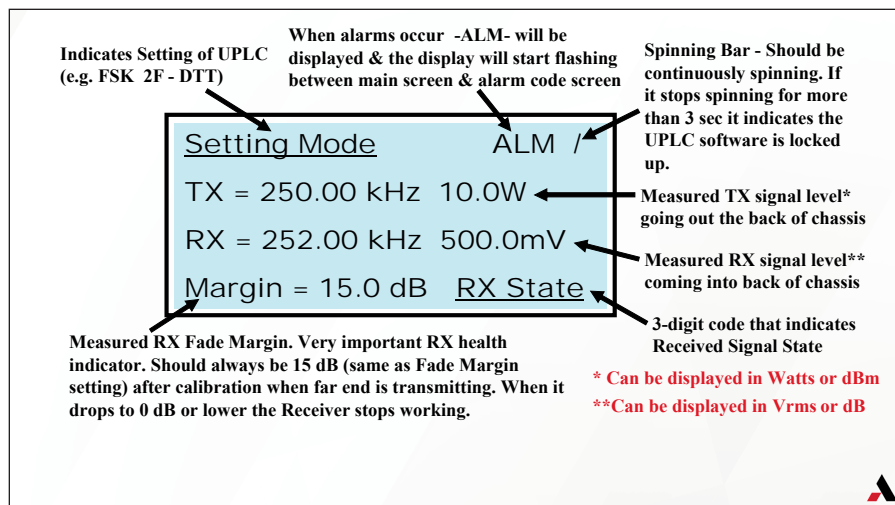 Indicates Setting of UPLC
(e.g. FSK 2F - DTT)
When alarms occur -ALM- will be
displayed & the display will start flashing
between main screen & alarm code screen
Spinning Bar - Should be
continuously spinning. If
it stops spinning for more
than 3 sec it indicates the
UPLC software is locked
up.
Setting Mode ALM /
TX = 250.00 kHz 10.0W
RX = 252.00 kHz 500.0mV
Margin = 15.0 dB RX State
Measured TX signal level*
going out the back of chassis
Measured RX signal level**
coming into back of chassis
3-digit code that indicates
Received Signal State
Measured RX Fade Margin. Very important RX health
indicator. Should always be 15 dB (same as Fade Margin
setting) after calibration when far end is transmitting. When it
drops to 0 dB or lower the Receiver stops working.
* Can be displayed in Watts or dBm
**Can be displayed in Vrms or dB